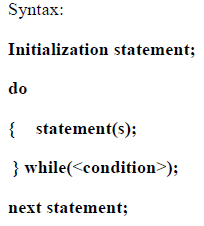 Syntax:
Initialization statement;
do
{ statement(s);
} while(<condition>);
next statement;